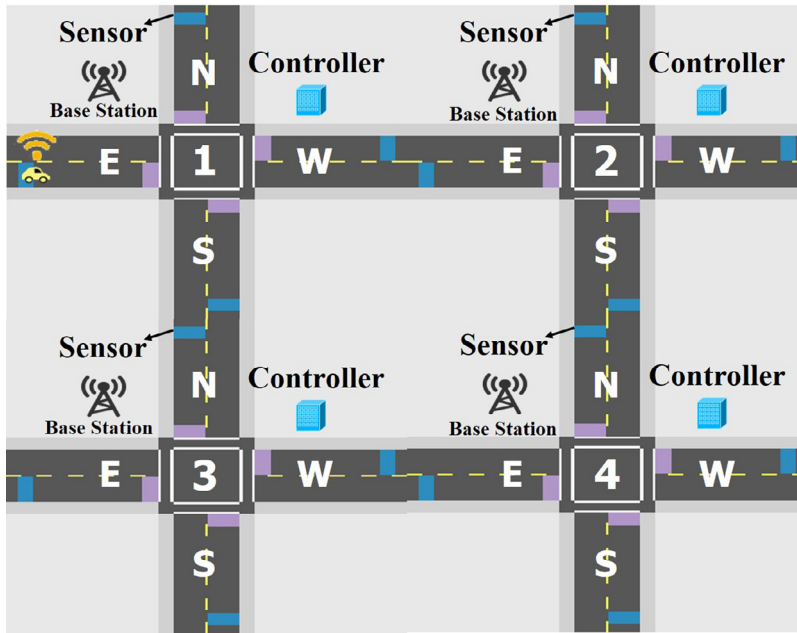 Sensor
N
Controller
Base Station
E
1
W
S
Sensor
N
Controller
Base Station
E
2
W
S
Sensor
N
Controller
Base Station
E
3
W
S
Sensor
N
Controller
Base Station
E
4
W
S